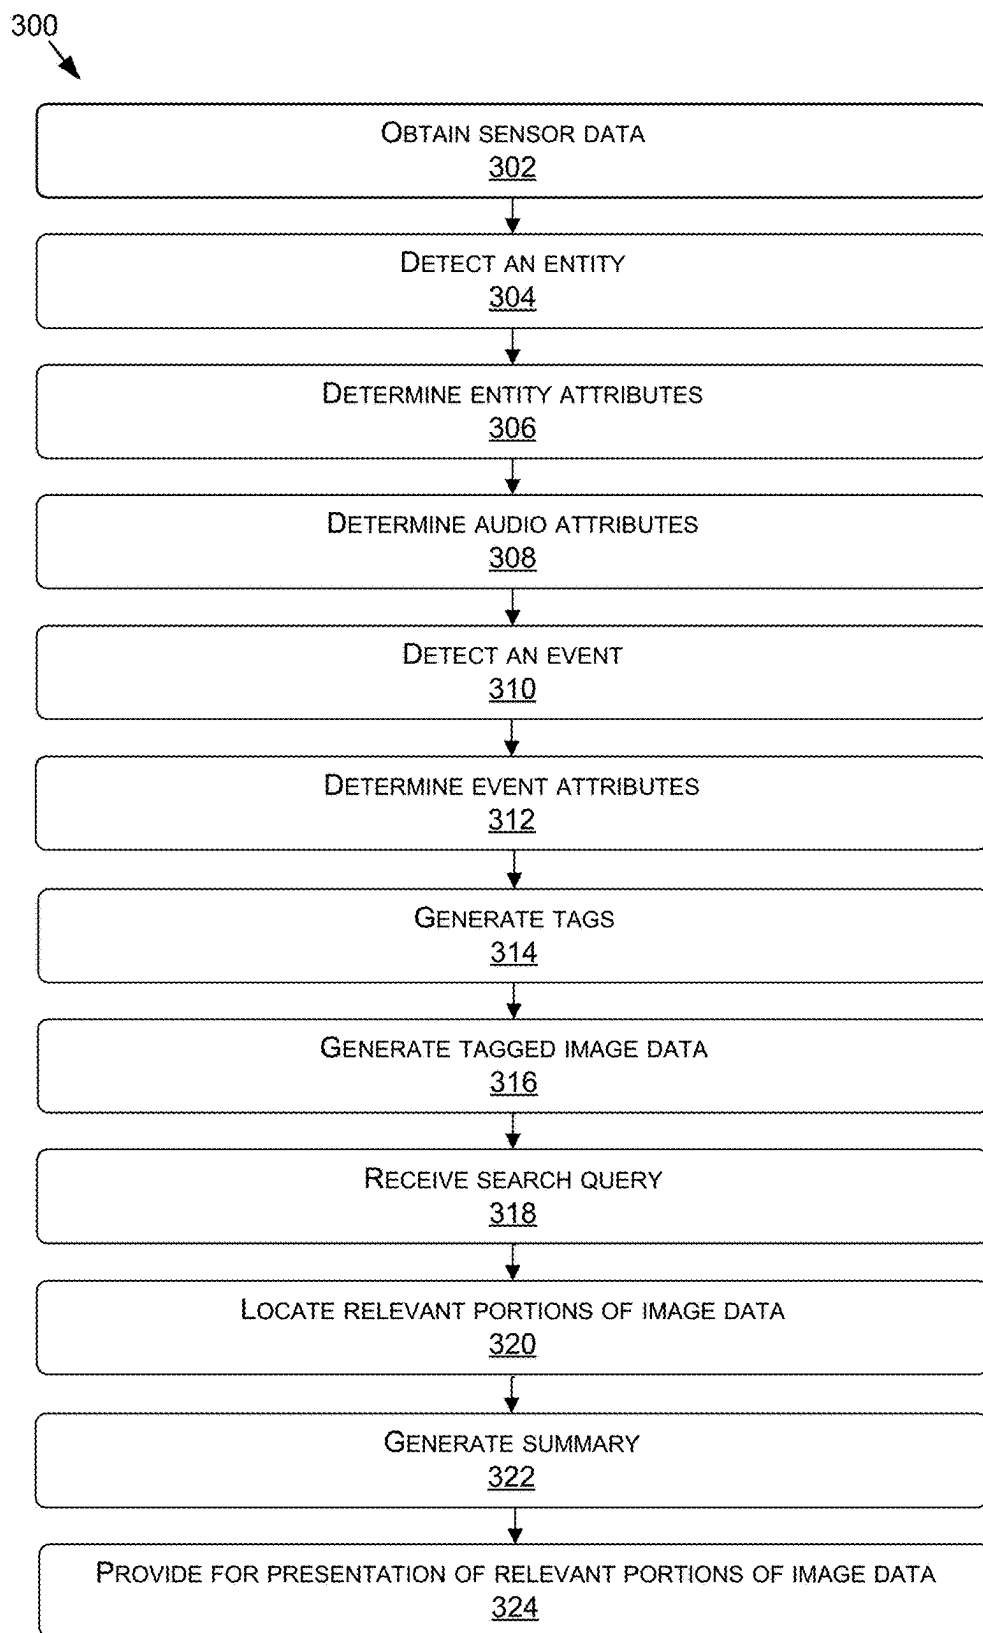 300
OBTAIN SENSOR DATA
302
DETECT AN ENTITY
304
DETERMINE ENTITY ATTRIBUTES
306
DETERMINE AUDIO ATTRIBUTES
308
DETECT AN EVENT
310
DETERMINE EVENT ATTRIBUTES
312
GENERATE TAGS
314
GENERATE TAGGED IMAGE DATA
316
RECEIVE SEARCH QUERY
318
LOCATE RELEVANT PORTIONS OF IMAGE DATA
320
GENERATE SUMMARY
322
PROVIDE FOR PRESENTATION OF RELEVANT PORTIONS OF IMAGE DATA
324